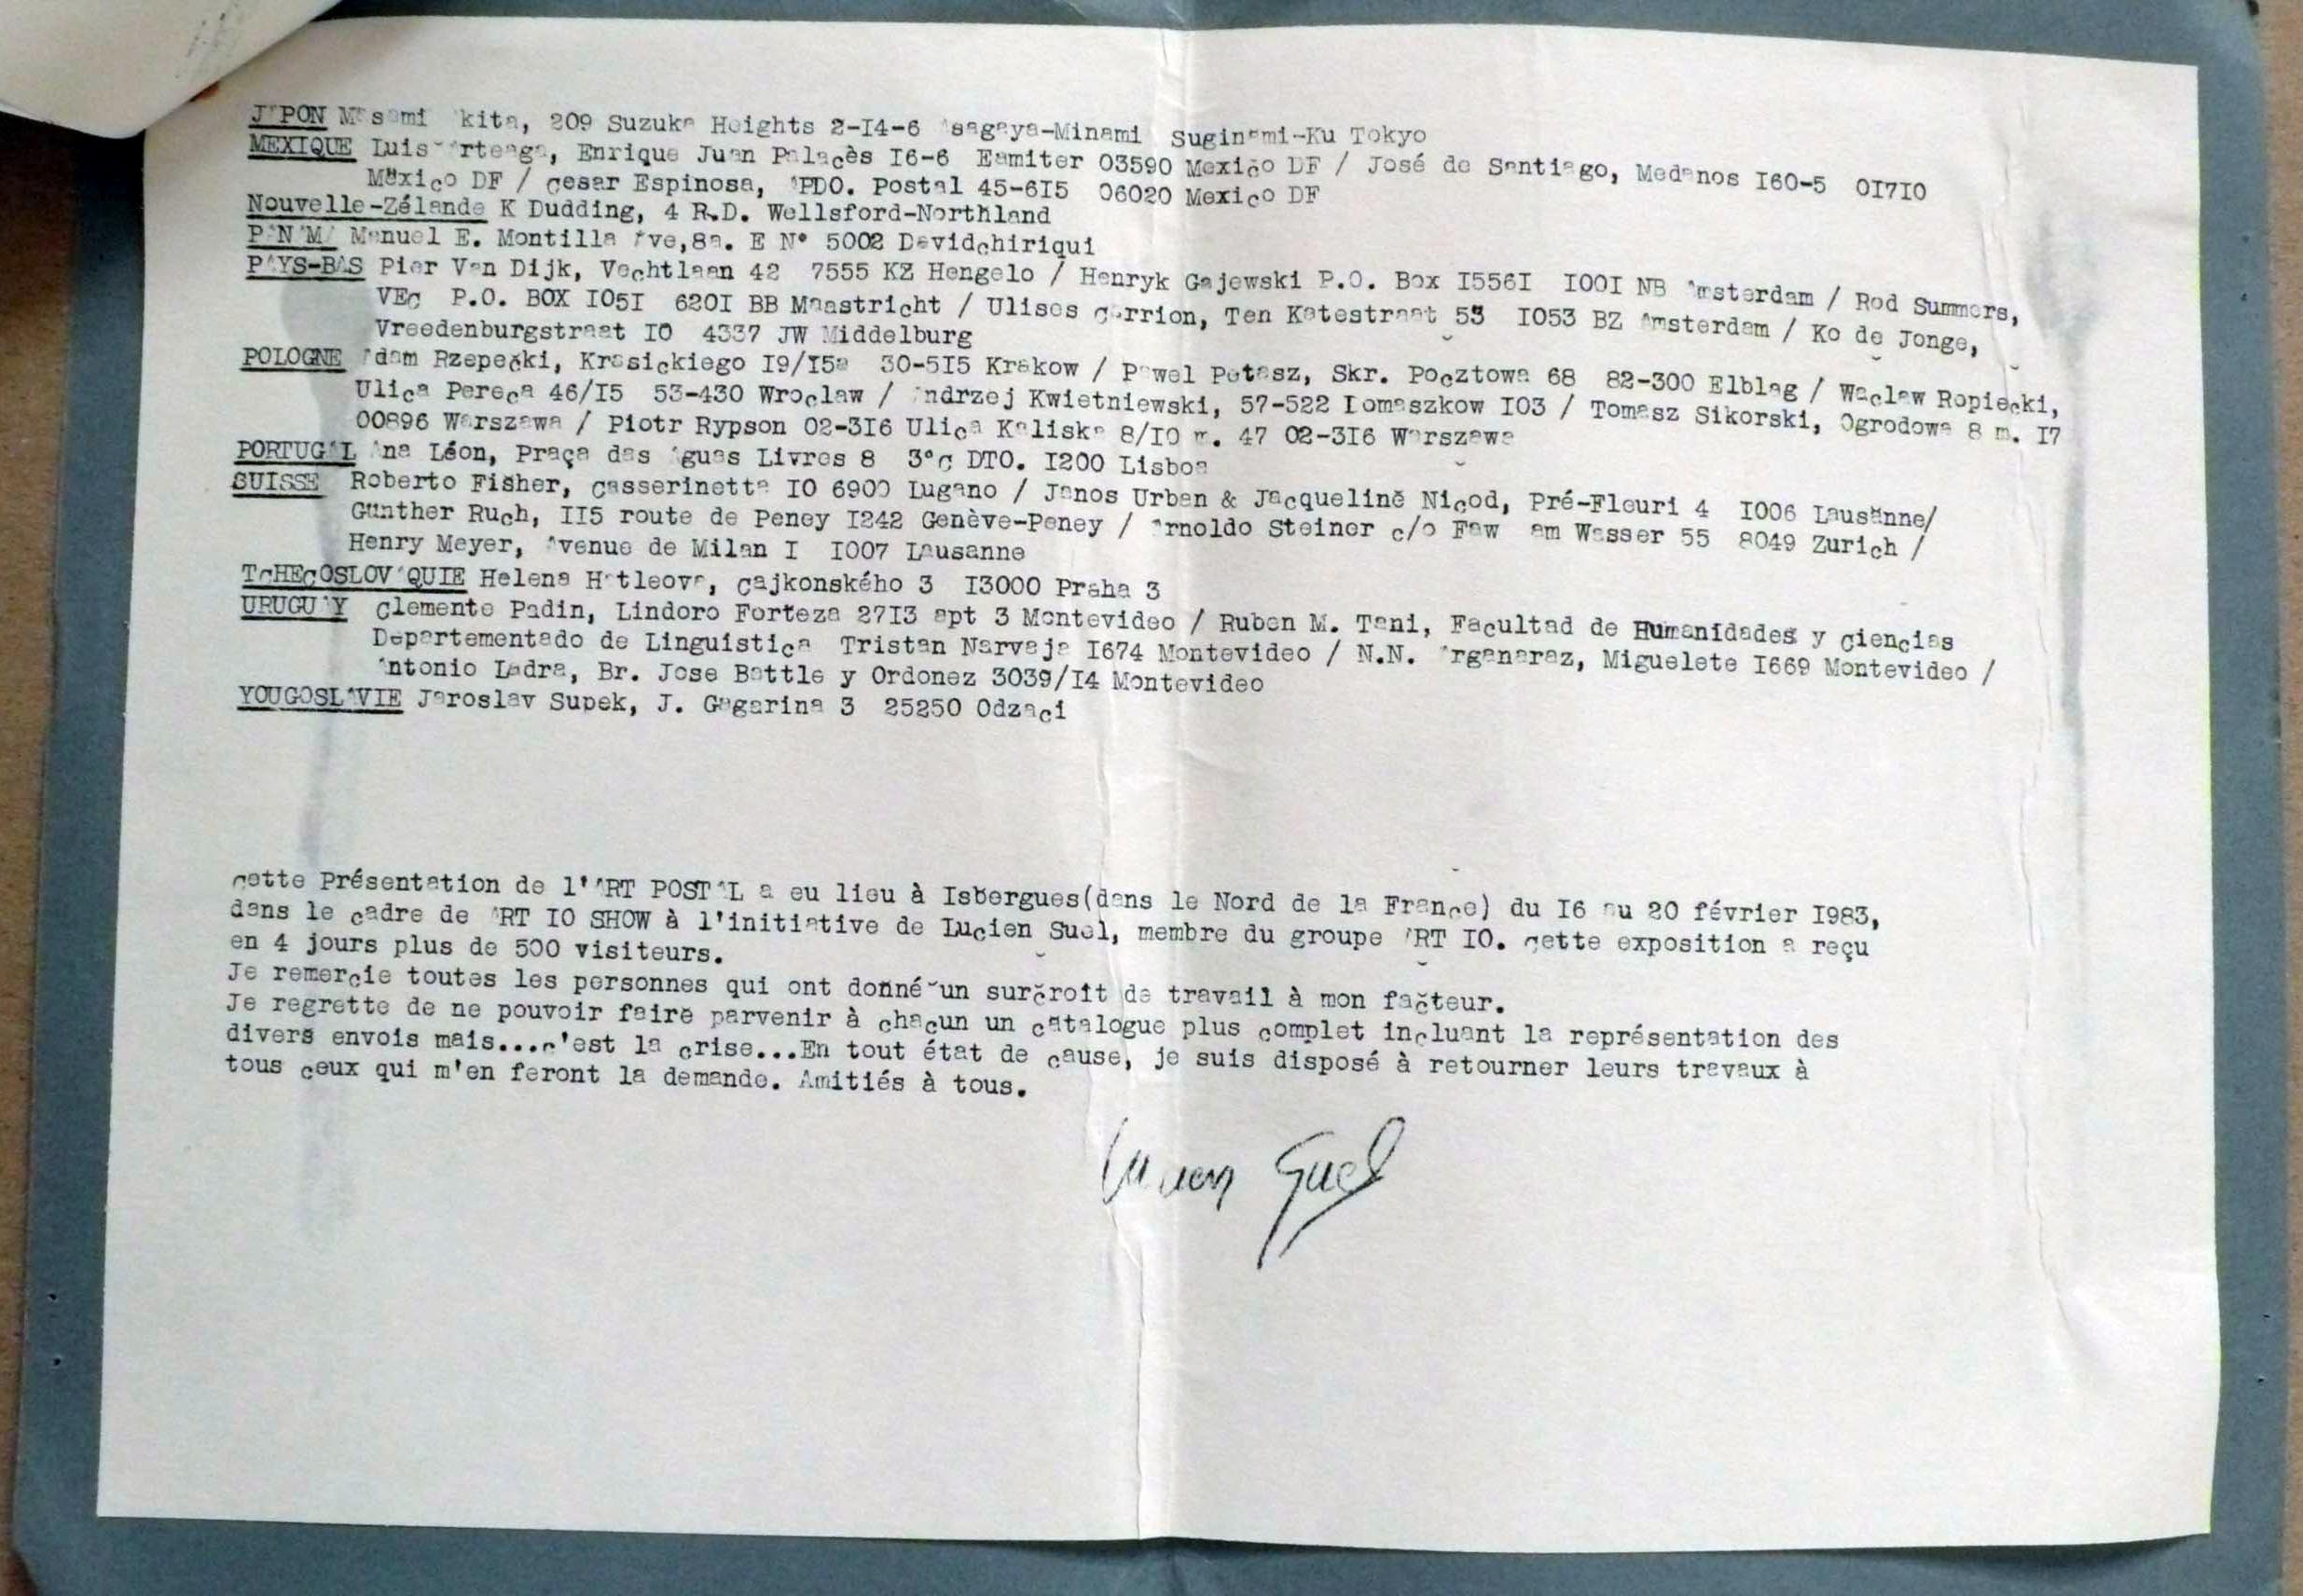 JAPON Masami Akita, 209 Suzuka Heights 2-I4-6 Asagaya-Minami Suginami-Ku Tokyo
MEXIQUE Luis Arteaga, Enrique Juan Palacès I6-6 Eamiter 03590 Mexico DF / José de Santiago, Medanos I60-5 OI7IO
Mexico DF / cesar Espinosa, APDO. Postal 45-6I5 06020 Mexico DF
Nouvelle-Zélande K Dudding, 4 R.D. Wellsford-Northland
PANAMA Manuel E. Montilla Ave,8a. E N° 5002 Davidchiriqui
PAYS-BAS Pier Van Dijk, Vechtlaan 42 7555 KZ Hengelo / Henryk Gajewski P.O. Box I556I IOOI NB Amsterdam / Rod Summers,
VEc P.O. BOX IO5I 620I BB Maastricht / Ulises carrion, Ten Katestraat 53 IO53 BZ Amsterdam / Ko de Jonge,
Vreedenburgstraat IO 4337 JW Middelburg
POLOGNE Adam Rzepecki, Krasickiego I9/I5a 30-5I5 Krakow / Pawel Petasz, Skr. Pocztowa 68 82-300 Elblag / Waclaw Ropiecki,
Ulica Pereca 46/I5 53-430 Wroclaw / Andrzej Kwietniewski, 57-522 Domaszkow IO3 / Tomasz Sikorski, Ogrodowa 8 m. I7
00896 Warszawa / Piotr Rypson 02-3I6 Ulica Kaliska 8/IO m. 47 02-3I6 Warszawa
PORTUGAL Ana Léon, Praça das Aguas Livres 8 3°c DTO. I200 Lisboa
SUISSE Roberto Fisher, casserinetta IO 6900 Lugano / Janos Urban & Jacqueline Nicod, Pré-Fleuri 4 I006 Lausanne/
Gunther Ruch, II5 route de Peney I242 Genève-Peney / Arnoldo Steiner c/o Faw am Wasser 55 8049 Zurich /
Henry Meyer, Avenue de Milan I I007 Lausanne
TcHEcOSLOVAQUIE Helena Hatleova, cajkonského 3 I3000 Praha 3
URUGUAY clemente Padin, Lindoro Forteza 27I3 apt 3 Montevideo / Ruben M. Tani, Facultad de Humanidades y ciencias
Departementado de Linguistica Tristan Narvaja I674 Montevideo / N.N. Arganaraz, Miguelete I669 Montevideo /
Antonio Ladra, Br. Jose Battle y Ordonez 3039/I4 Montevideo
YOUGOSLAVIE Jaroslav Supek, J. Gagarina 3 25250 Odzaci
cette Présentation de l'ART POSTAL a eu lieu à Isbergues(dans le Nord de la France) du I6 au 20 février I983,
dans le cadre de ART IO SHOW à l'initiative de Lucien Suel, membre du groupe ART IO. cette exposition a reçu
en 4 jours plus de 500 visiteurs.
Je remercie toutes les personnes qui ont donné un surcroît de travail à mon facteur.
Je regrette de ne pouvoir faire parvenir à chacun un catalogue plus complet incluant la représentation des
divers envois mais...c'est la crise...En tout état de cause, je suis disposé à retourner leurs travaux à
tous ceux qui m'en feront la demande. Amitiés à tous.
Lucien Suel